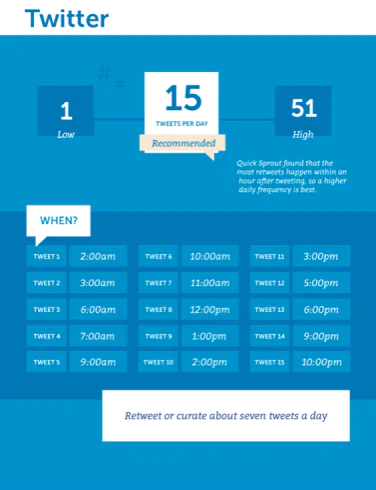 Twitter
#
#
1
Low
15
TWEETS PER DAY
Recommended
51
High
Quick Sprout found that the
most retweets happen within an
hour after tweeting, so a higher
daily frequency is best.
WHEN?
TWEET 1 2:00am
TWEET 2 3:00am
TWEET 3 6:00am
TWEET 4 7:00am
TWEET 5 9:00am
TWEET 6 10:00am
TWEET 7 11:00am
TWEET 8 12:00pm
TWEET 9 1:00pm
TWEET 10 2:00pm
TWEET 11 3:00pm
TWEET 12 5:00pm
TWEET 13 6:00pm
TWEET 14 9:00pm
TWEET 15 10:00pm
Retweet or curate about seven tweets a day